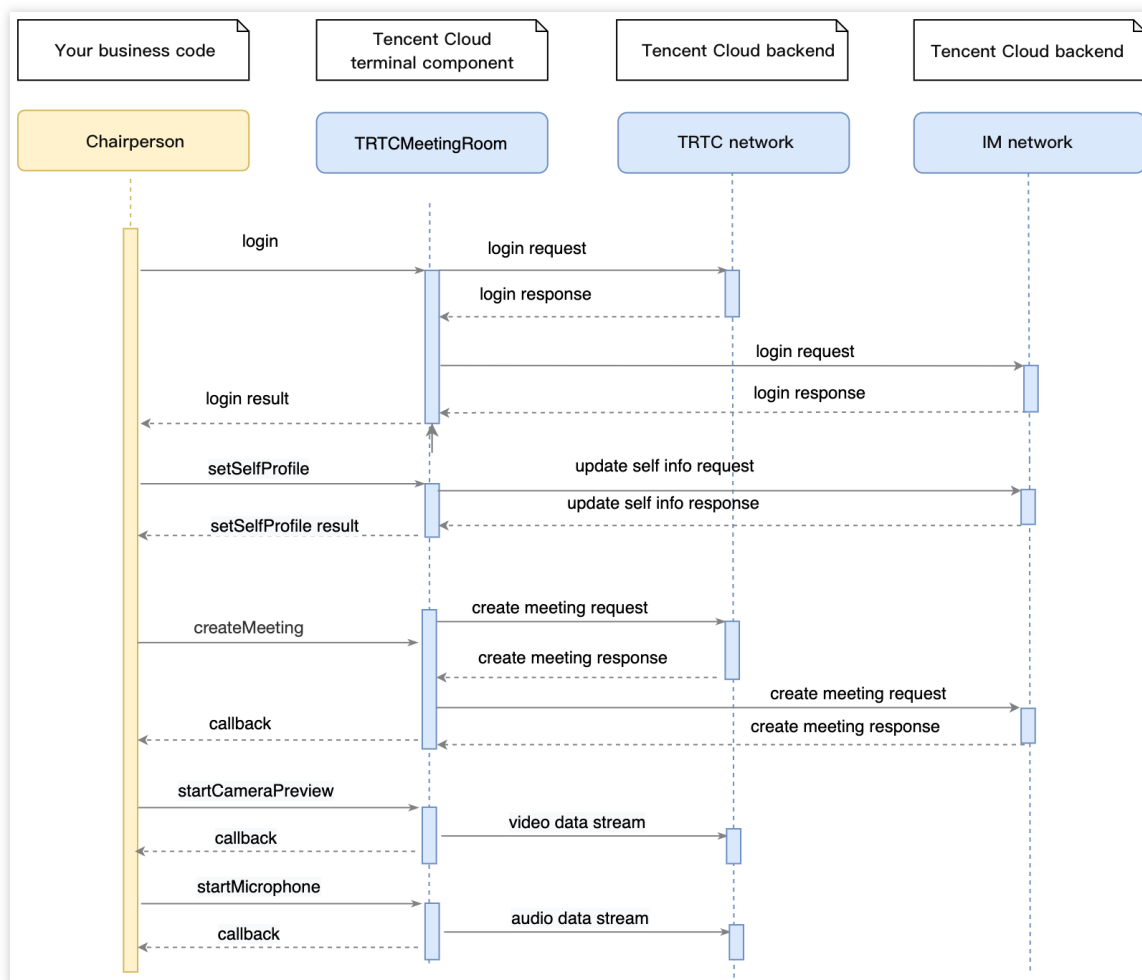 Your business code
Tencent Cloud
terminal component
Tencent Cloud backend
Tencent Cloud backend
Chairperson
TRTCMeetingRoom
TRTC network
IM network
login
login request
login response
login request
login response
login result
setSelfProfile
update self info request
update self info response
setSelfProfile result
create meeting request
createMeeting
create meeting response
create meeting request
callback
create meeting response
startCameraPreview
video data stream
callback
startMicrophone
audio data stream
callback